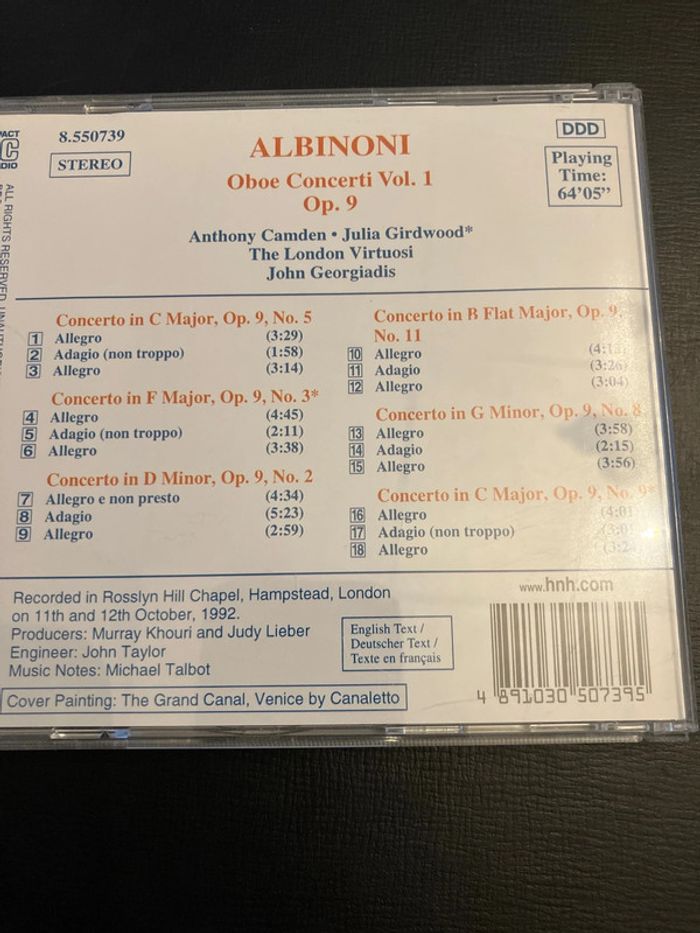 8.550739
STEREO
ALBINONI
Oboe Concerti Vol. 1
Op. 9
DDD
Playing
Time:
64'05"
Anthony Camden • Julia Girdwood*
The London Virtuosi
John Georgiadis
Concerto in C Major, Op. 9, No. 5
1 Allegro (3:29)
2 Adagio (non troppo) (1:58)
3 Allegro (3:14)
Concerto in F Major, Op. 9, No. 3*
4 Allegro (4:45)
5 Adagio (non troppo) (2:11)
6 Allegro (3:38)
Concerto in D Minor, Op. 9, No. 2
7 Allegro e non presto (4:34)
8 Adagio (5:23)
9 Allegro (2:59)
Concerto in B Flat Major, Op. 9,
No. 11
10 Allegro
11 Adagio (3:26)
12 Allegro (3:04)
Concerto in G Minor, Op. 9, No. 8
13 Allegro (3:58)
14 Adagio (2:15)
15 Allegro (3:56)
Concerto in C Major, Op. 9, No. 9*
16 Allegro (4:01)
17 Adagio (non troppo)
18 Allegro
Recorded in Rosslyn Hill Chapel, Hampstead, London
on 11th and 12th October, 1992.
Producers: Murray Khouri and Judy Lieber
Engineer: John Taylor
Music Notes: Michael Talbot
Cover Painting: The Grand Canal, Venice by Canaletto
English Text /
Deutscher Text /
Texte en français
www.hnh.com
4 891030 507395
ALL RIGHTS RESERVED.